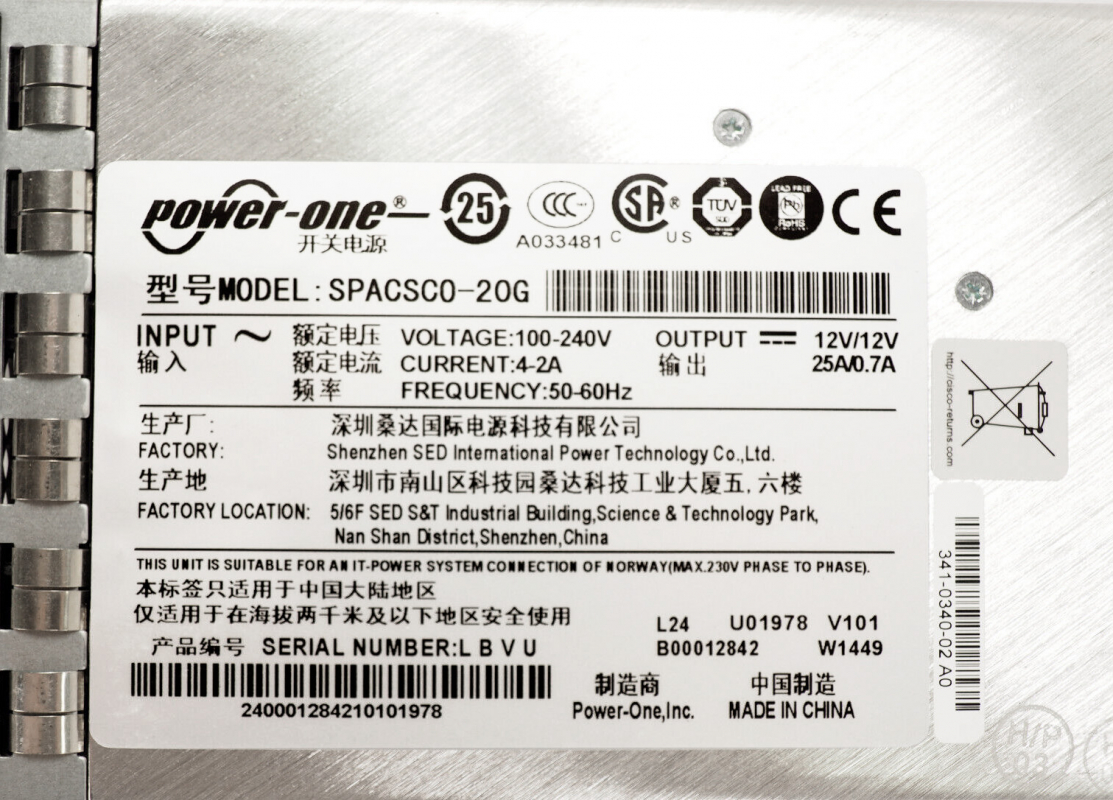 power-one®
开关电源
25
CCC
A033481
SA®
C US
TÜV
SÜD
LEAD FREE
Pb
ROHS
CE
型号MODEL: SPACSCO-20G
INPUT ~ 额定电压 VOLTAGE:100-240V OUTPUT ⎓ 12V/12V
输入 额定电流 CURRENT:4-2A 输出 25A/0.7A
频率 FREQUENCY:50-60Hz
生产厂: 深圳桑达国际电源科技有限公司
FACTORY: Shenzhen SED International Power Technology Co.,Ltd.
生产地 深圳市南山区科技园桑达科技工业大厦五, 六楼
FACTORY LOCATION: 5/6F SED S&T Industrial Building,Science & Technology Park,
Nan Shan District,Shenzhen,China
THIS UNIT IS SUITABLE FOR AN IT-POWER SYSTEM CONNECTION OF NORWAY(MAX.230V PHASE TO PHASE).
本标签只适用于中国大陆地区
仅适用于在海拔两千米及以下地区安全使用
L24 U01978 V101
产品编号 SERIAL NUMBER:L B V U B00012842 W1449
240001284210101978
制造商 中国制造
Power-One,Inc. MADE IN CHINA
http://cisco-returns.com
341-0340-02 A0
H/P
03